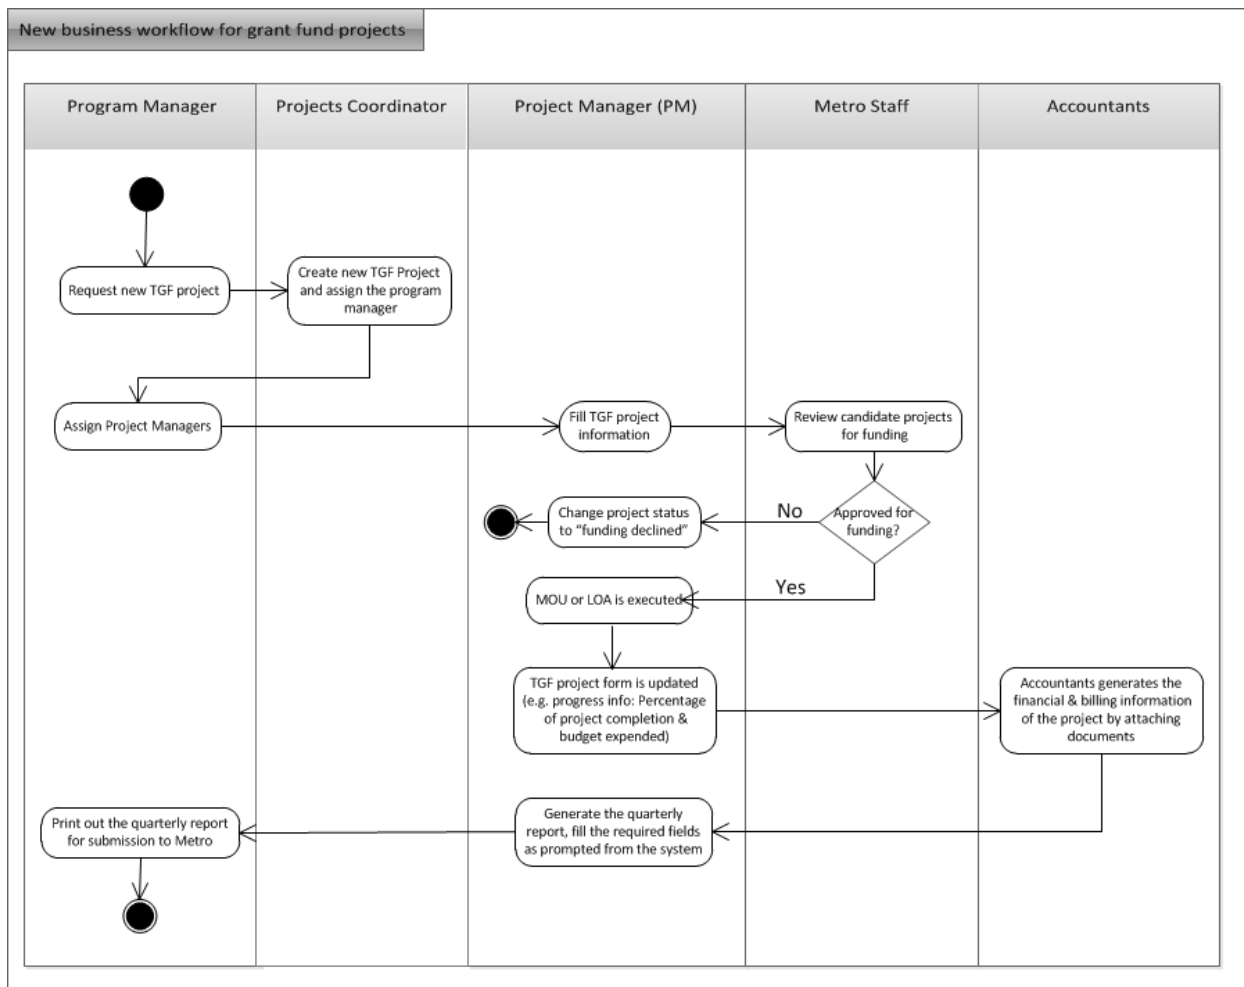 New business workflow for grant fund projects
Program Manager
Projects Coordinator
Project Manager (PM)
Metro Staff
Accountants
Request new TGF project
Create new TGF Project
and assign the program
manager
Assign Project Managers
Fill TGF project
information
Review candidate projects
for funding
Approved for
funding?
No
Change project status
to “funding declined”
Yes
MOU or LOA is executed
TGF project form is updated
(e.g. progress info: Percentage
of project completion &
budget expended)
Accountants generates the
financial & billing information
of the project by attaching
documents
Generate the quarterly
report, fill the required fields
as prompted from the system
Print out the quarterly report
for submission to Metro